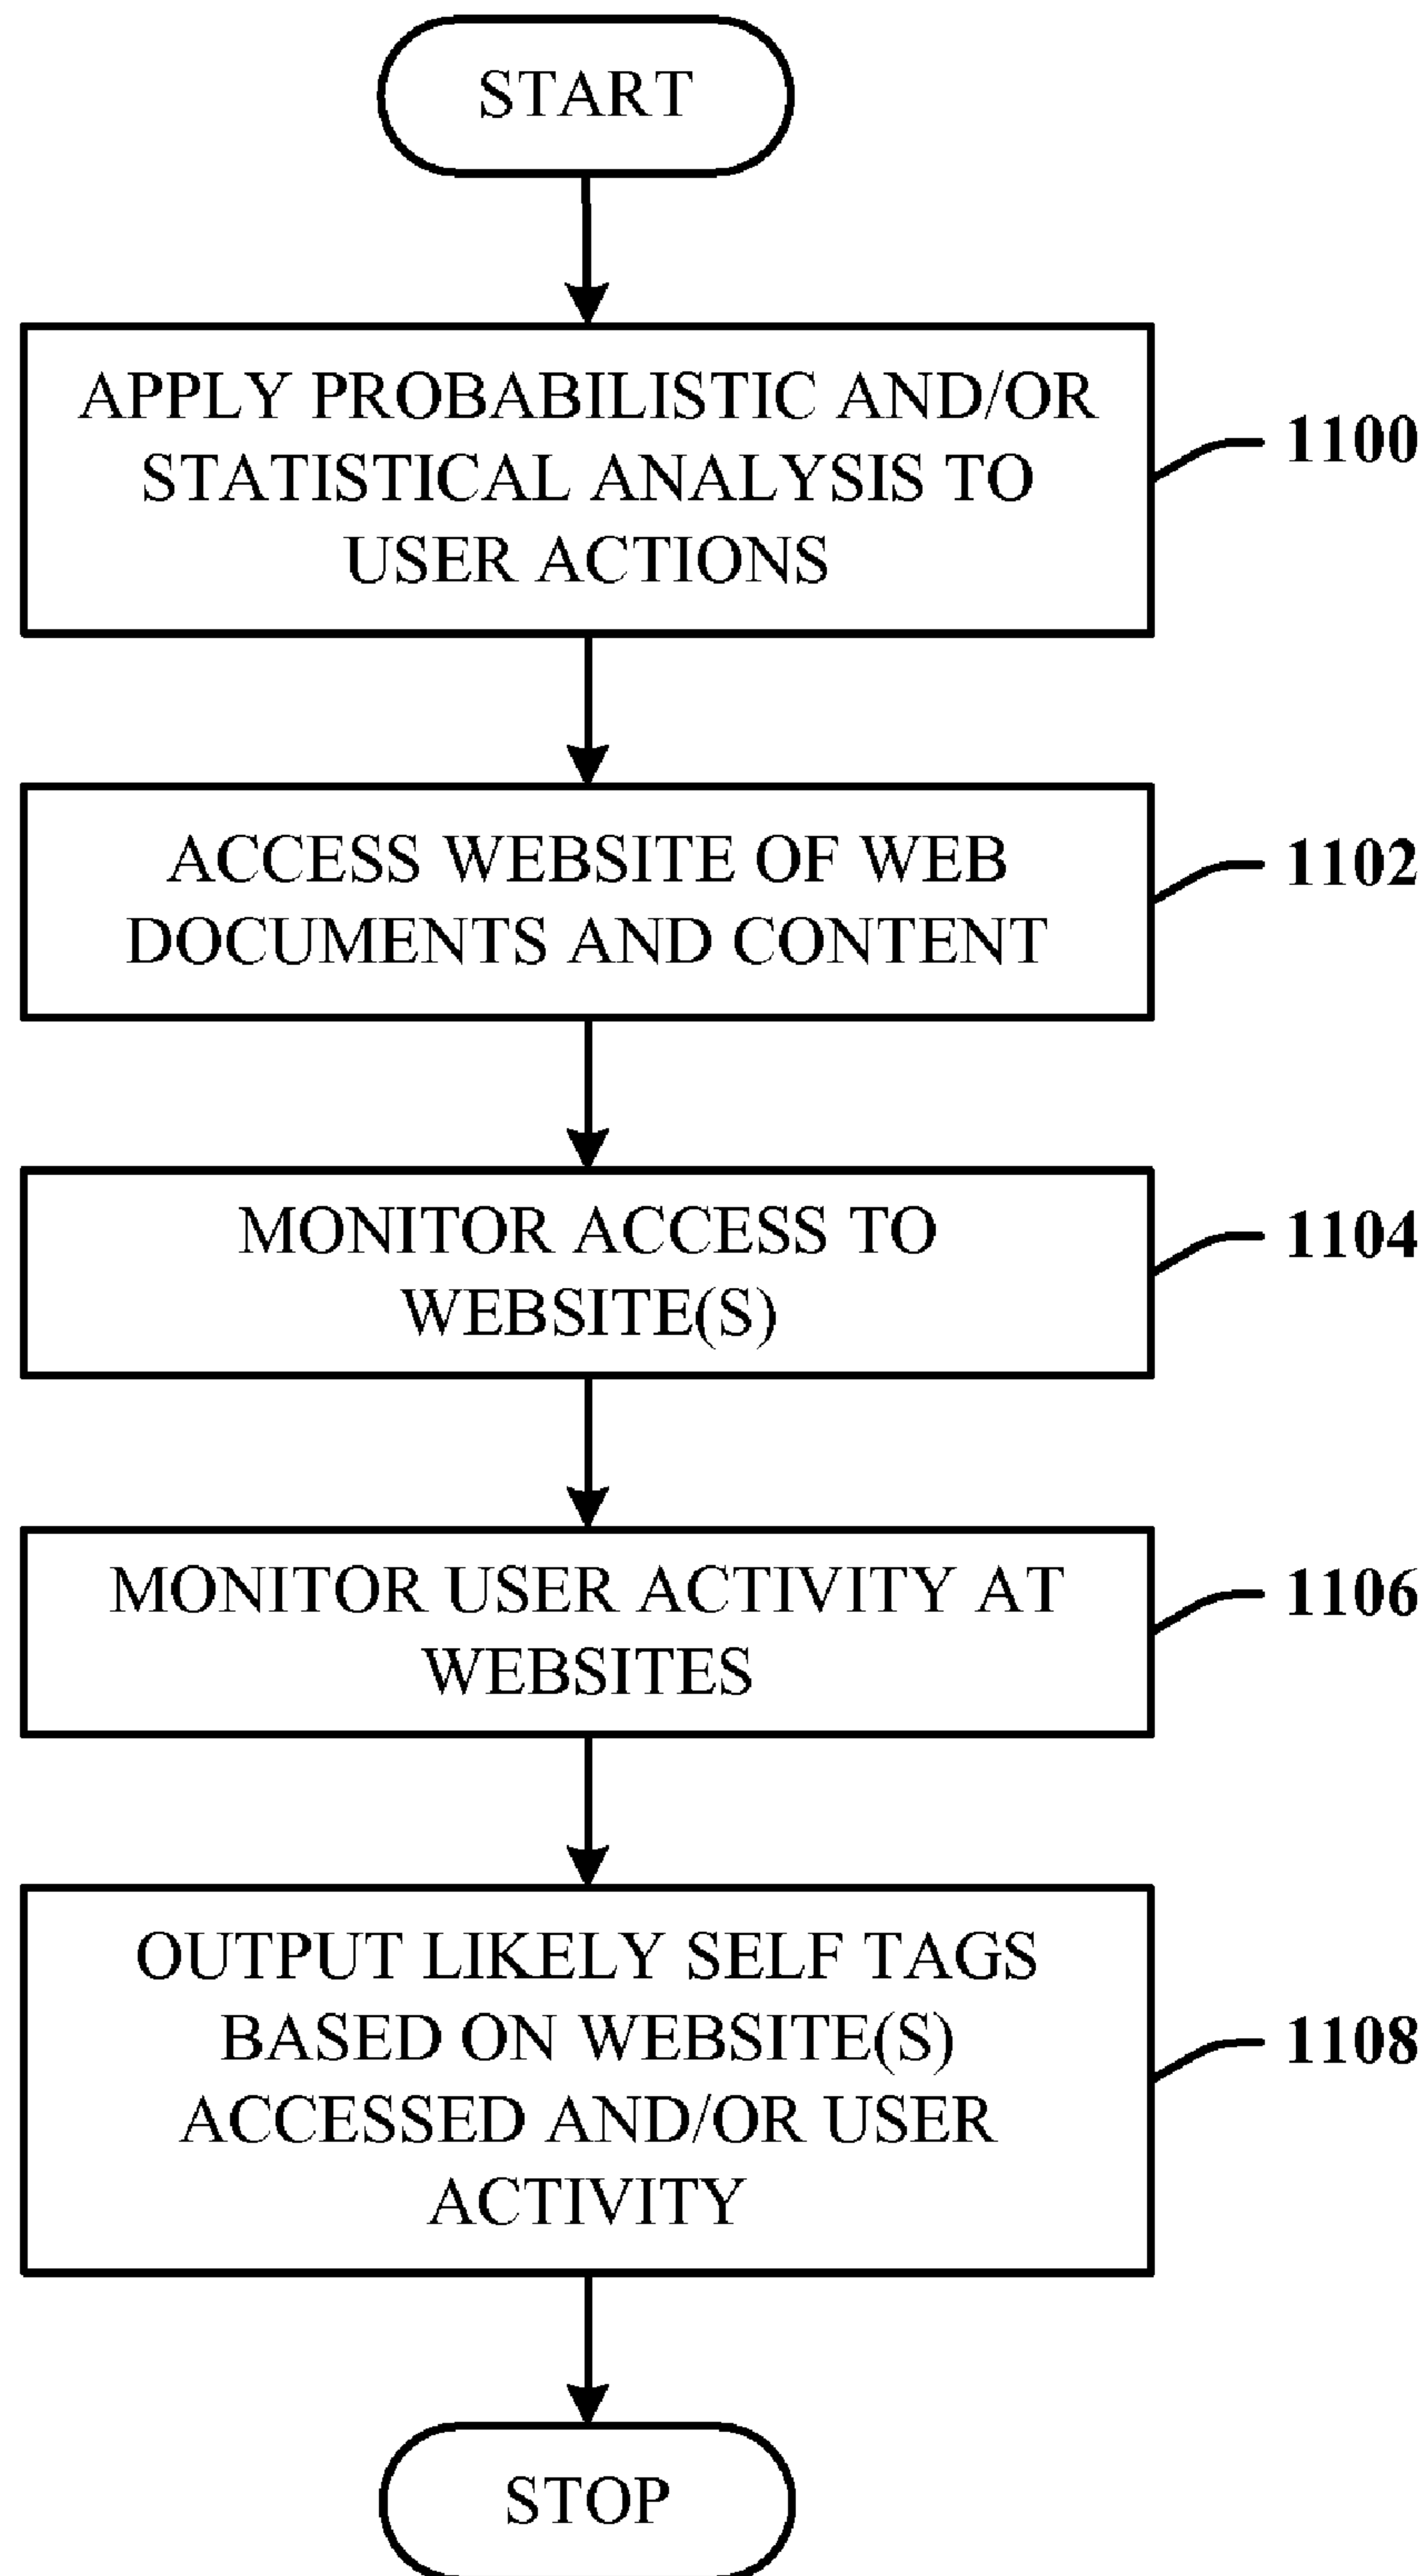 START
APPLY PROBABILISTIC AND/OR
STATISTICAL ANALYSIS TO
USER ACTIONS
1100
ACCESS WEBSITE OF WEB
DOCUMENTS AND CONTENT
1102
MONITOR ACCESS TO
WEBSITE(S)
1104
MONITOR USER ACTIVITY AT
WEBSITES
1106
OUTPUT LIKELY SELF TAGS
BASED ON WEBSITE(S)
ACCESSED AND/OR USER
ACTIVITY
1108
STOP